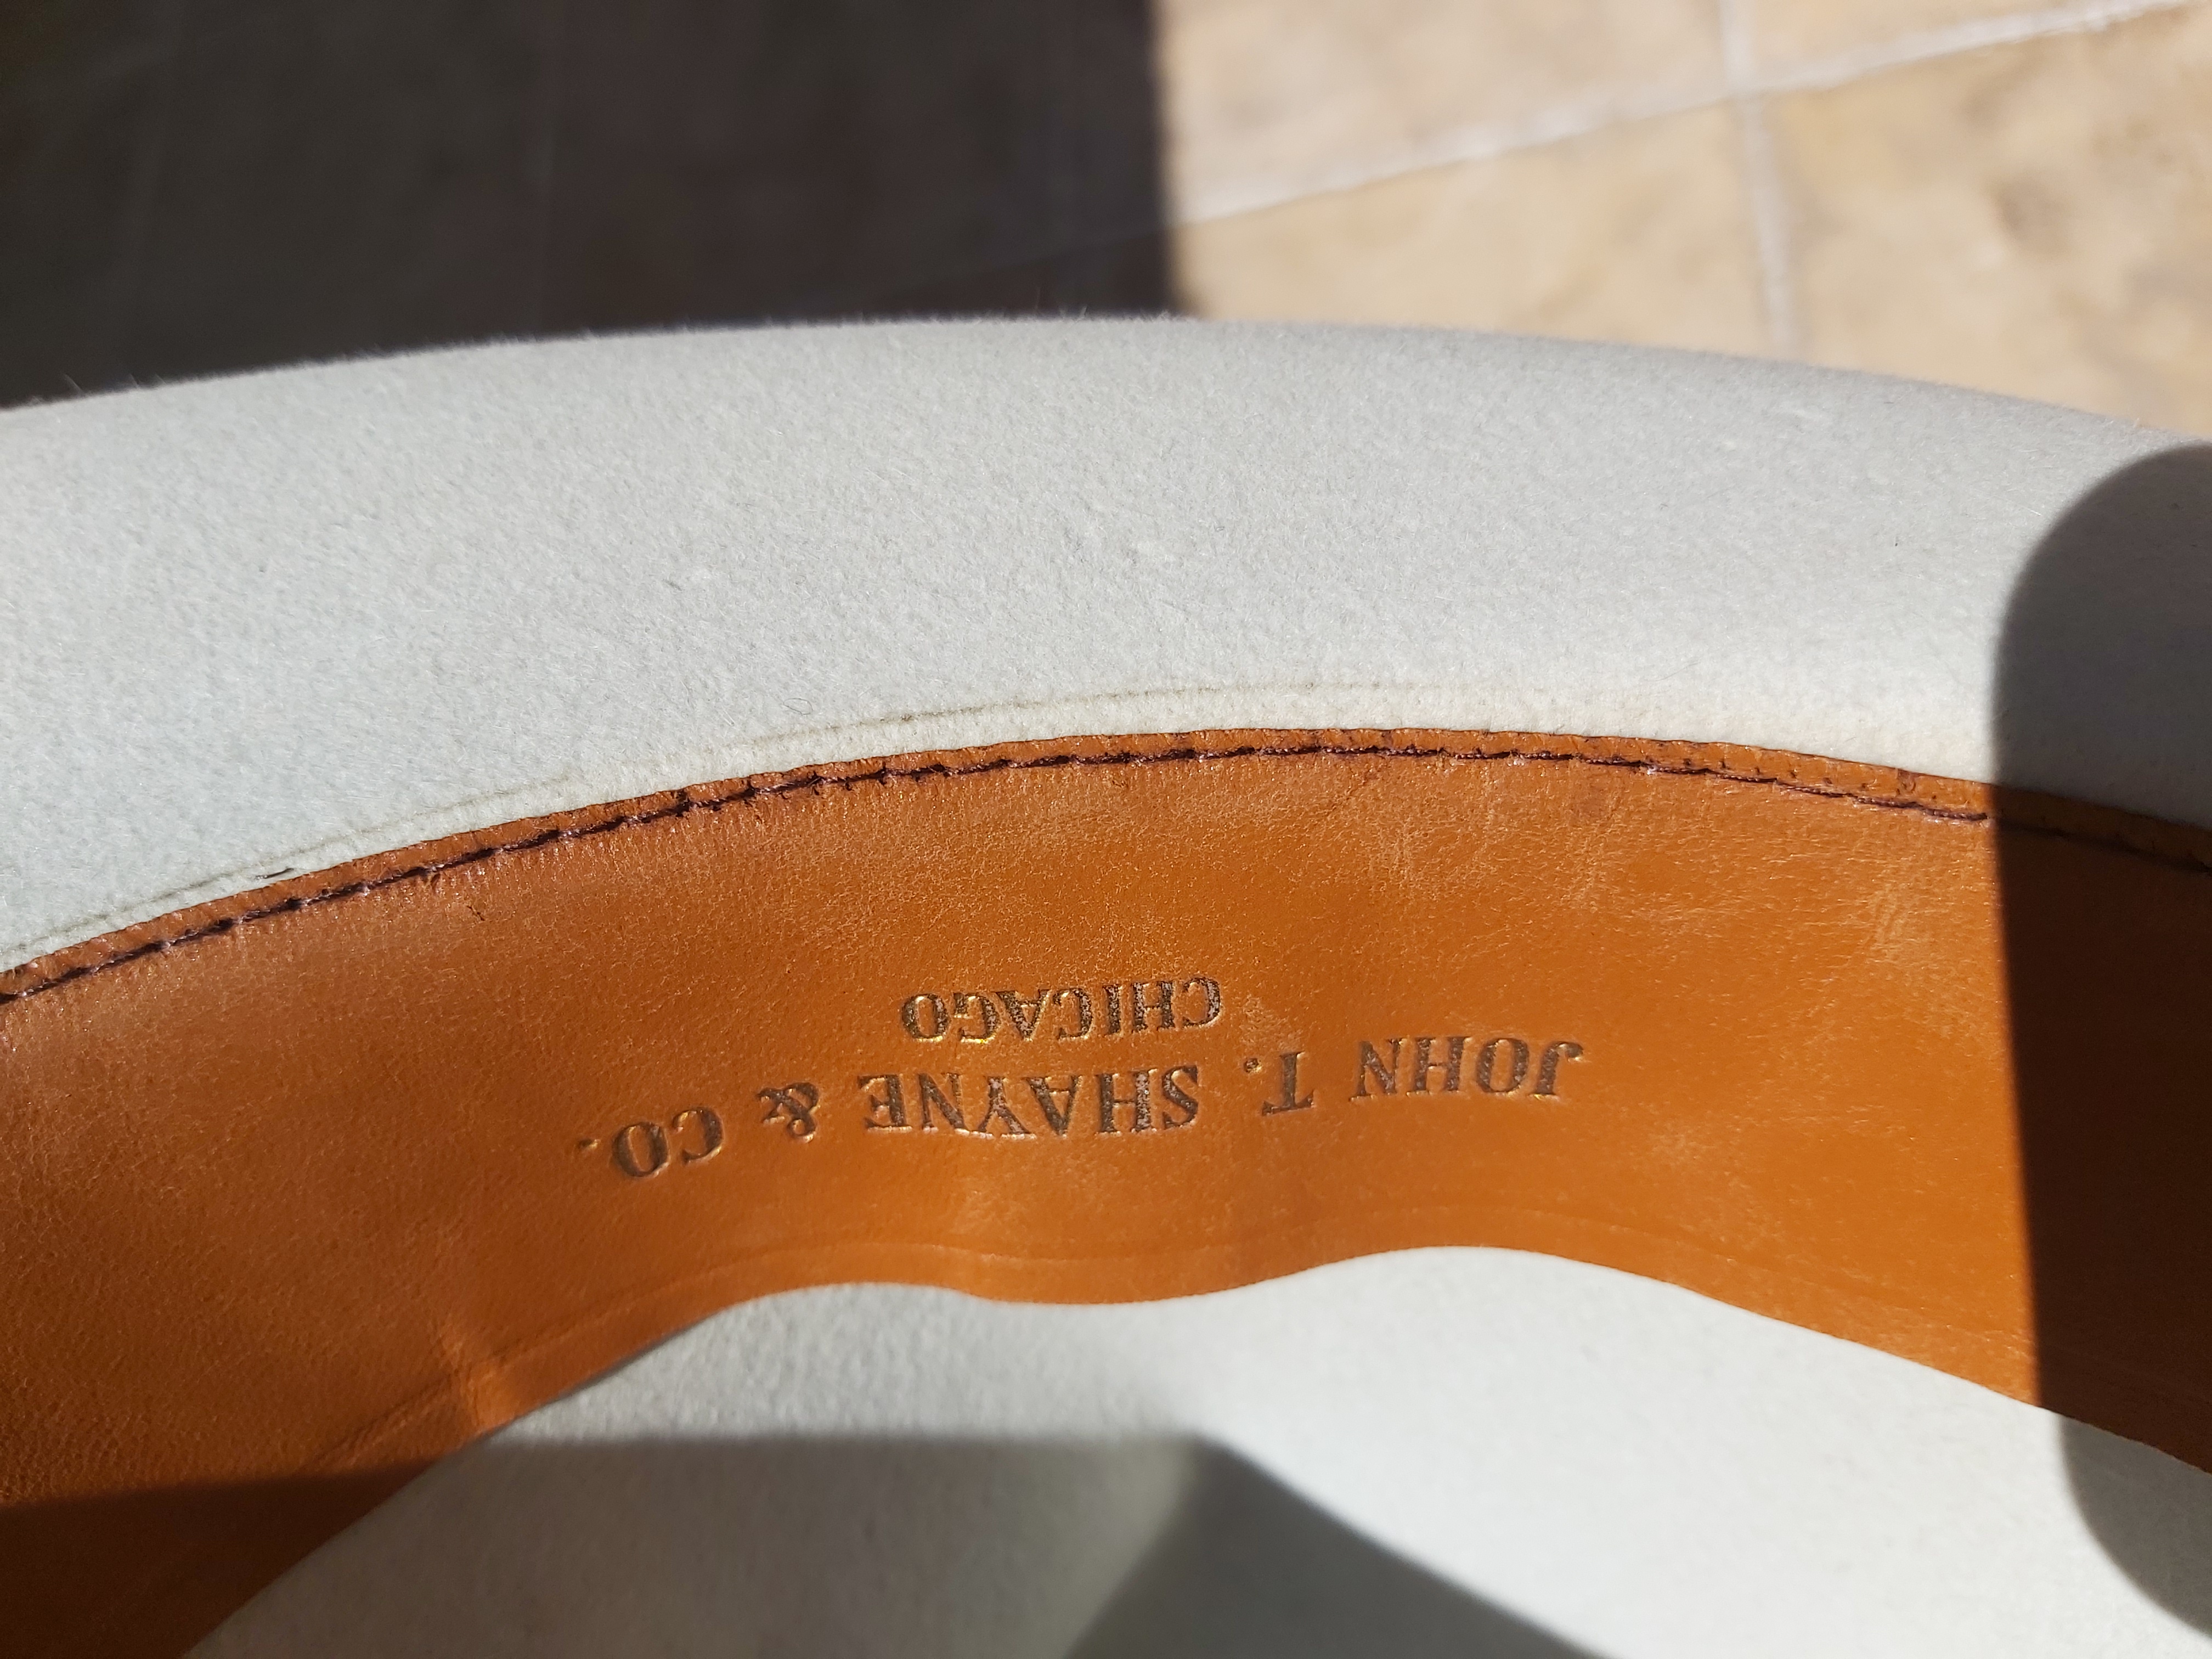 JOHN T. SHAYNE & CO.
CHICAGO